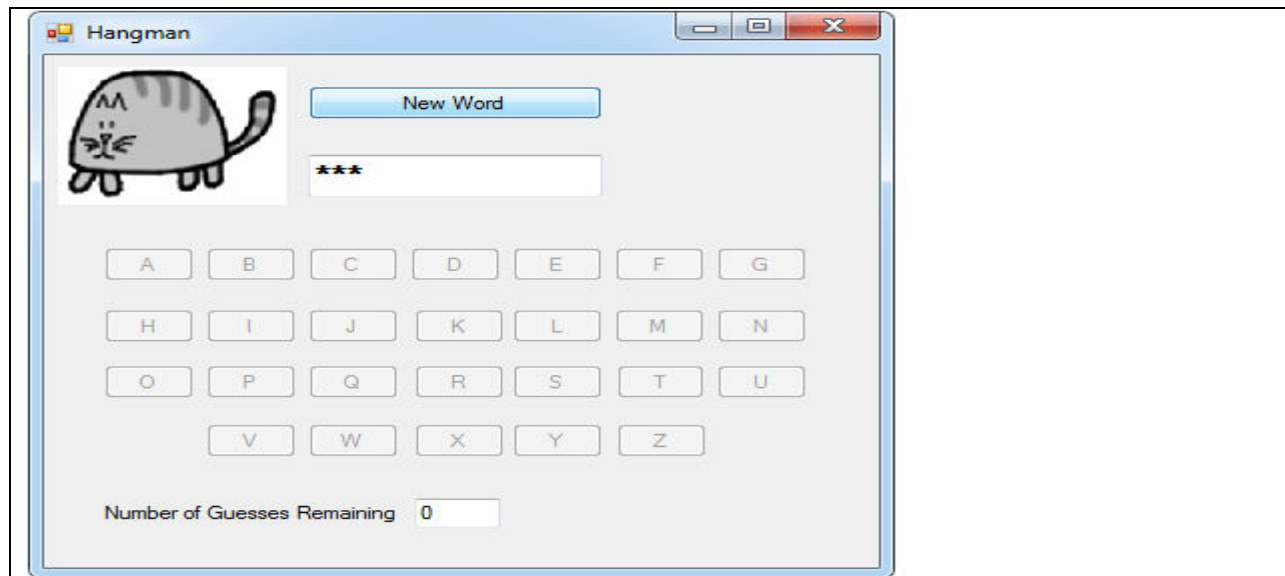 Hangman
New Word
***
A B C D E F G
H I J K L M N
O P Q R S T U
V W X Y Z
Number of Guesses Remaining 0